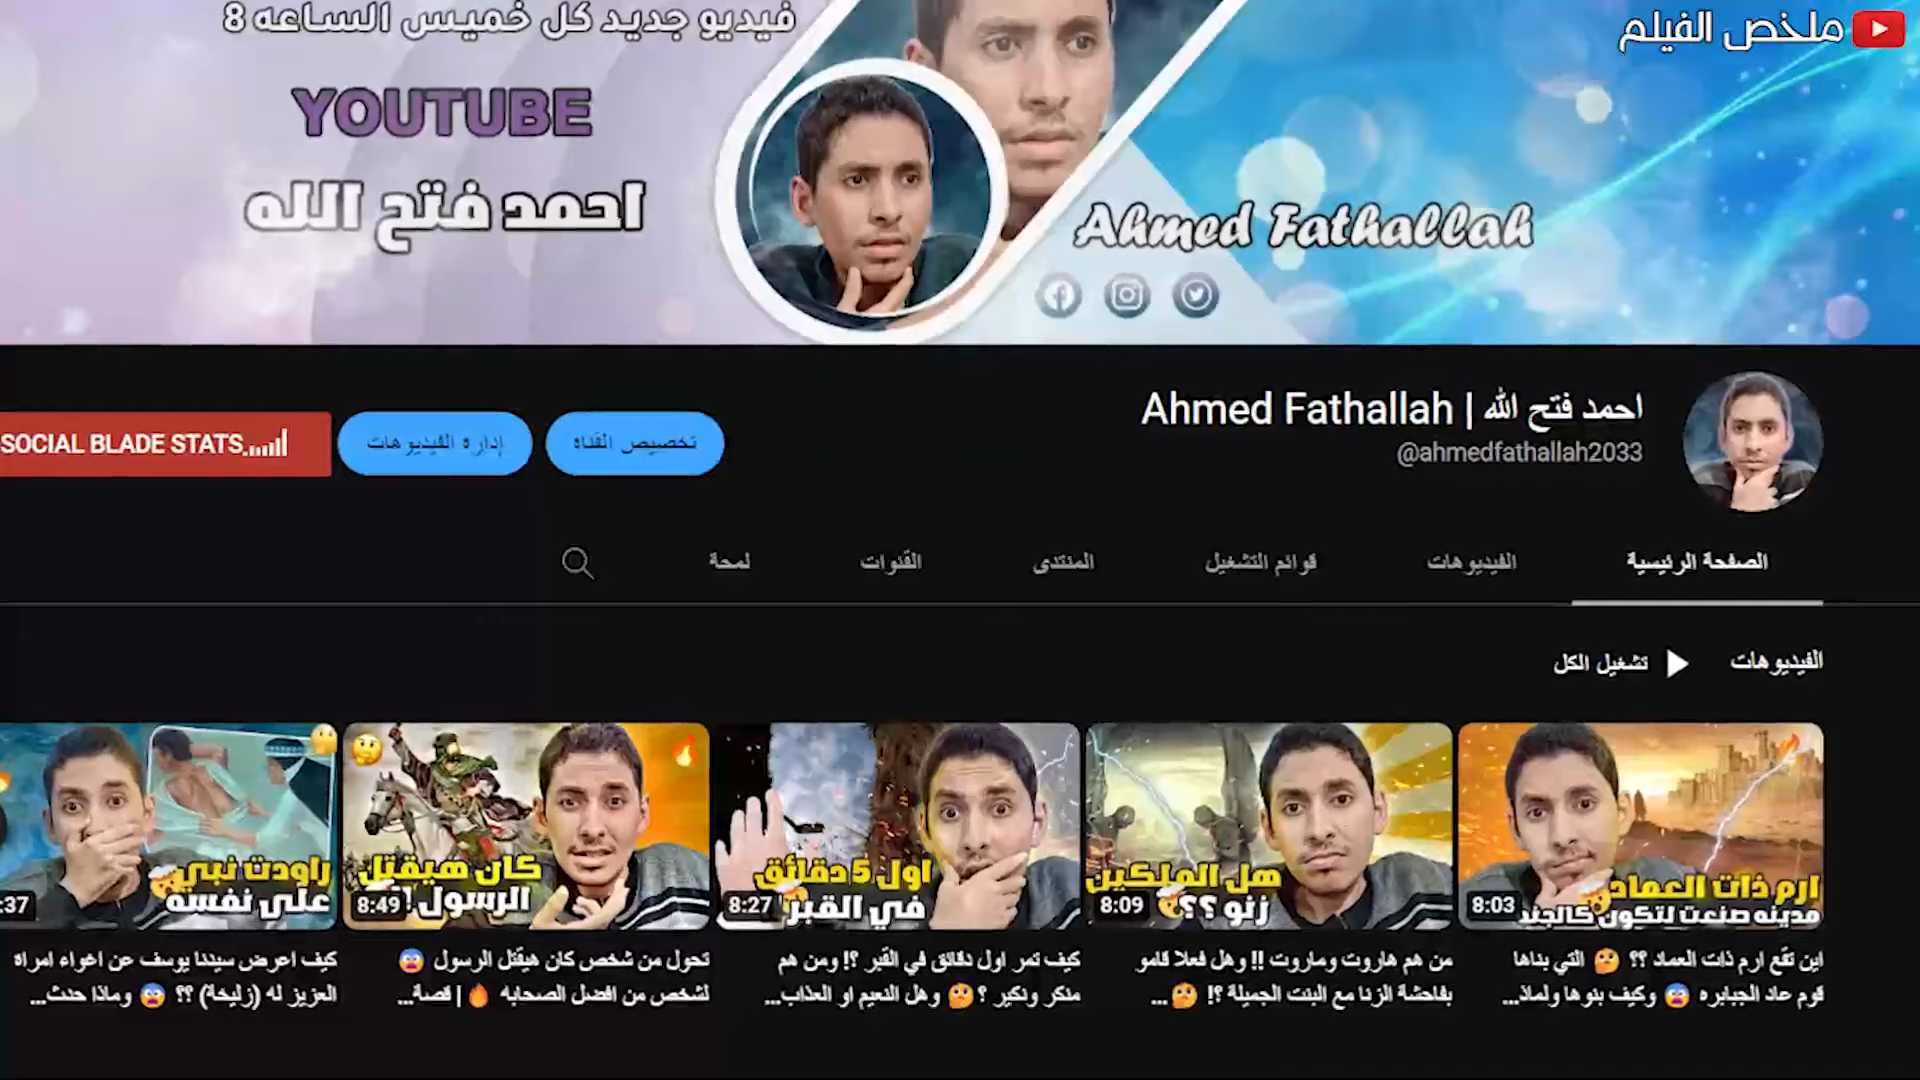 ملخص الفيلم
فيديو جديد كل خميس الساعه 8
YOUTUBE
احمد فتح الله
Ahmed Fathallah
احمد فتح الله | Ahmed Fathallah
@ahmedfathallah2033
تخصيص القناة
إدارة الفيديوهات
SOCIAL BLADE STATS
الصفحة الرئيسية
الفيديوهات
قوائم التشغيل
المنتدى
القنوات
لمحة
الفيديوهات
تشغيل الكل
ارم ذات العماد
مدينه صنعت لتكون كالجنه
8:03
هل الملكين
زنو ؟؟
8:09
اول 5 دقائق
في القبر
8:27
كان هيقتل
الرسول !
8:49
راودت نبي
على نفسه
:37
اين تقع ارم ذات العماد ؟؟ 🤔 التي بناها
قوم عاد الجبابره 😱 وكيف بنوها ولماذ...
من هم هاروت وماروت !! وهل فعلا قامو
بفاحشة الزنا مع البنت الجميلة ؟! 🤔 ...
كيف تمر اول دقائق في القبر ؟! ومن هم
منكر ونكير ؟ 🤔 وهل النعيم او العذاب...
تحول من شخص كان هيقتل الرسول 😱
لشخص من افضل الصحابه 🔥 | قصة...
كيف اعرض سيدنا يوسف عن اغواء امراه
العزيز له (زليخة) ؟؟ 😱 وماذا حدث...